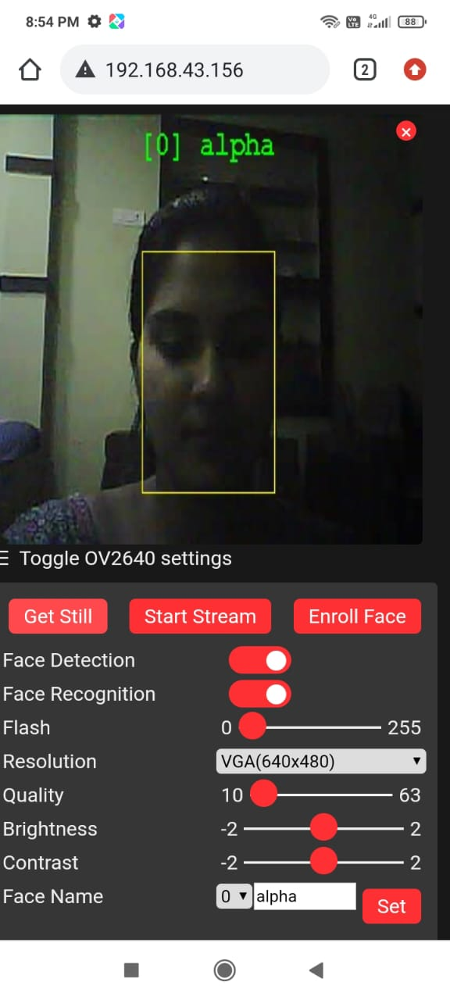 8:54 PM
Vo LTE 4G 88
192.168.43.156
2
[0] alpha
Toggle OV2640 settings
Get Still Start Stream Enroll Face
Face Detection
Face Recognition
Flash 0 255
Resolution VGA(640x480)
Quality 10 63
Brightness -2 2
Contrast -2 2
Face Name 0 alpha Set